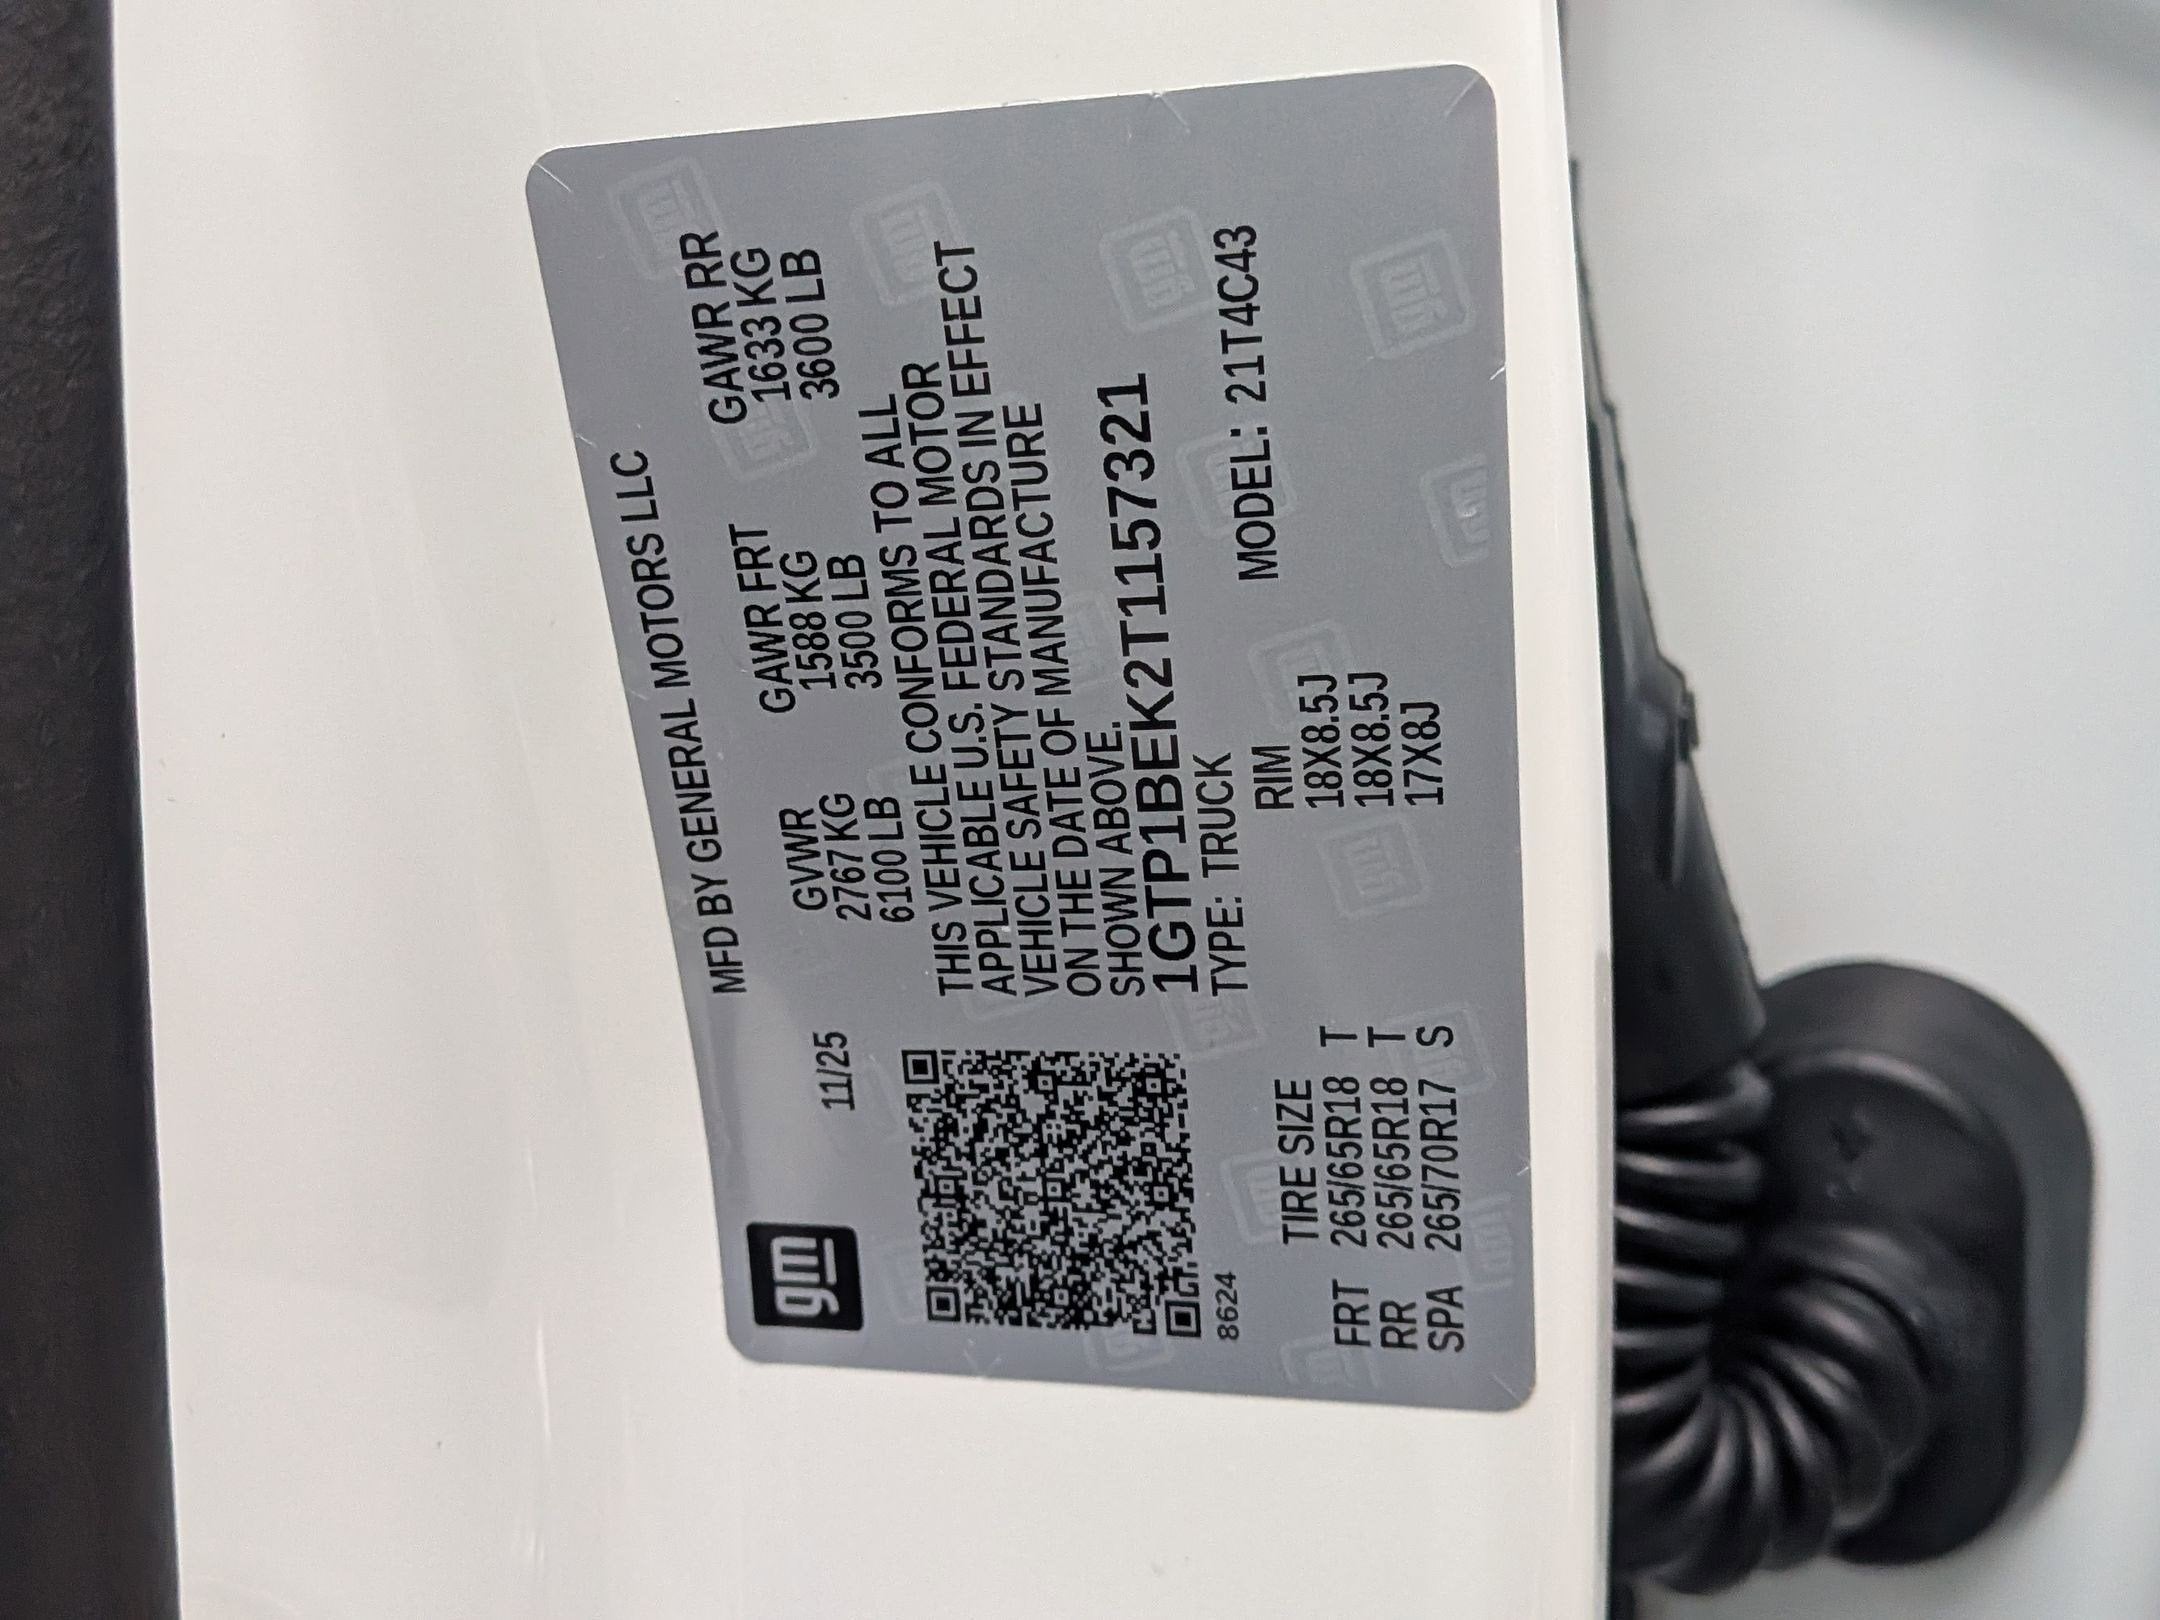 gm
MFD BY GENERAL MOTORS LLC
11/25
GVWR GAWR FRT GAWR RR
2767KG 1588 KG 1633 KG
6100 LB 3500 LB 3600 LB
THIS VEHICLE CONFORMS TO ALL
APPLICABLE U.S. FEDERAL MOTOR
VEHICLE SAFETY STANDARDS IN EFFECT
ON THE DATE OF MANUFACTURE
SHOWN ABOVE.
1GTP1BEK2T1157321
TYPE: TRUCK MODEL: 21T4C43
8624
TIRE SIZE RIM
FRT 265/65R18 T 18X8.5J
RR 265/65R18 T 18X8.5J
SPA 265/70R17 S 17X8J